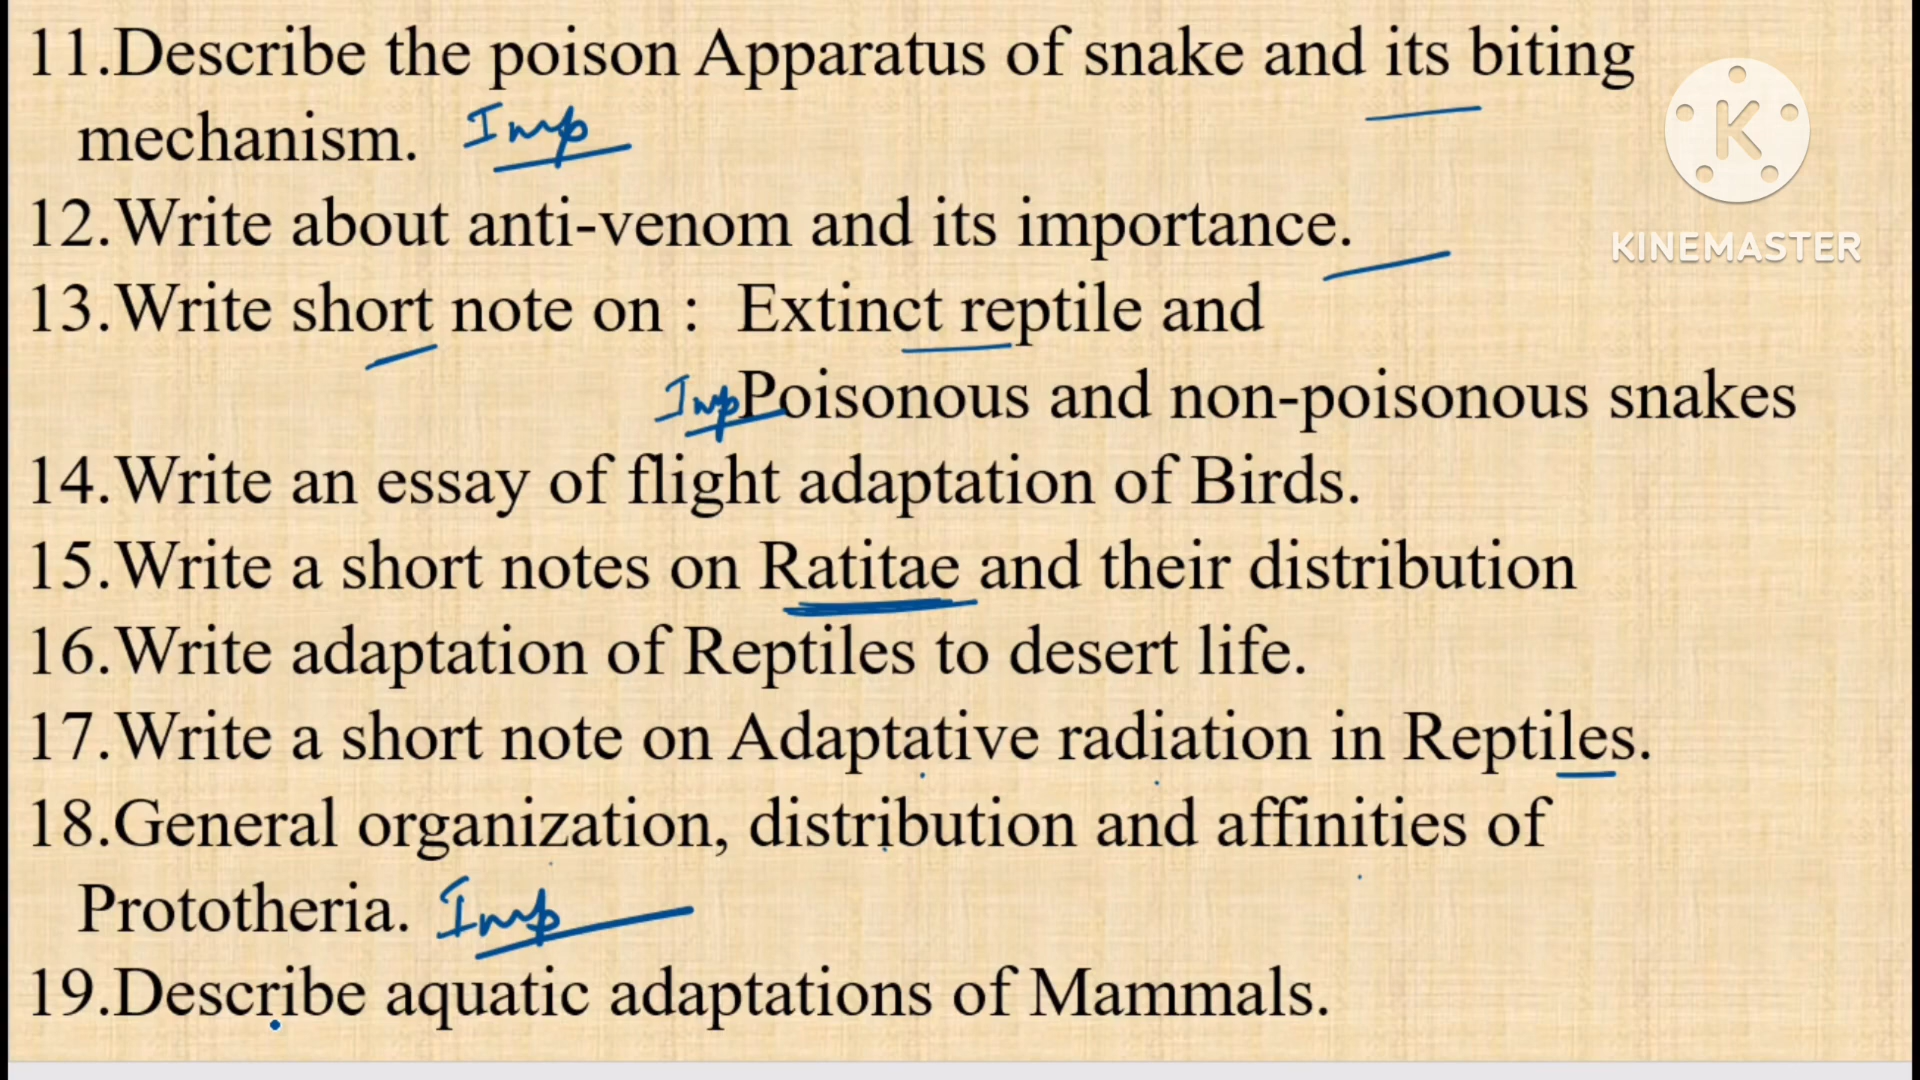 11.Describe the poison Apparatus of snake and its biting
mechanism. Imp
12.Write about anti-venom and its importance.
13.Write short note on : Extinct reptile and
Imp Poisonous and non-poisonous snakes
14.Write an essay of flight adaptation of Birds.
15.Write a short notes on Ratitae and their distribution
16.Write adaptation of Reptiles to desert life.
17.Write a short note on Adaptative radiation in Reptiles.
18.General organization, distribution and affinities of
Prototheria. Imp
19.Describe aquatic adaptations of Mammals.
K
KINEMASTER